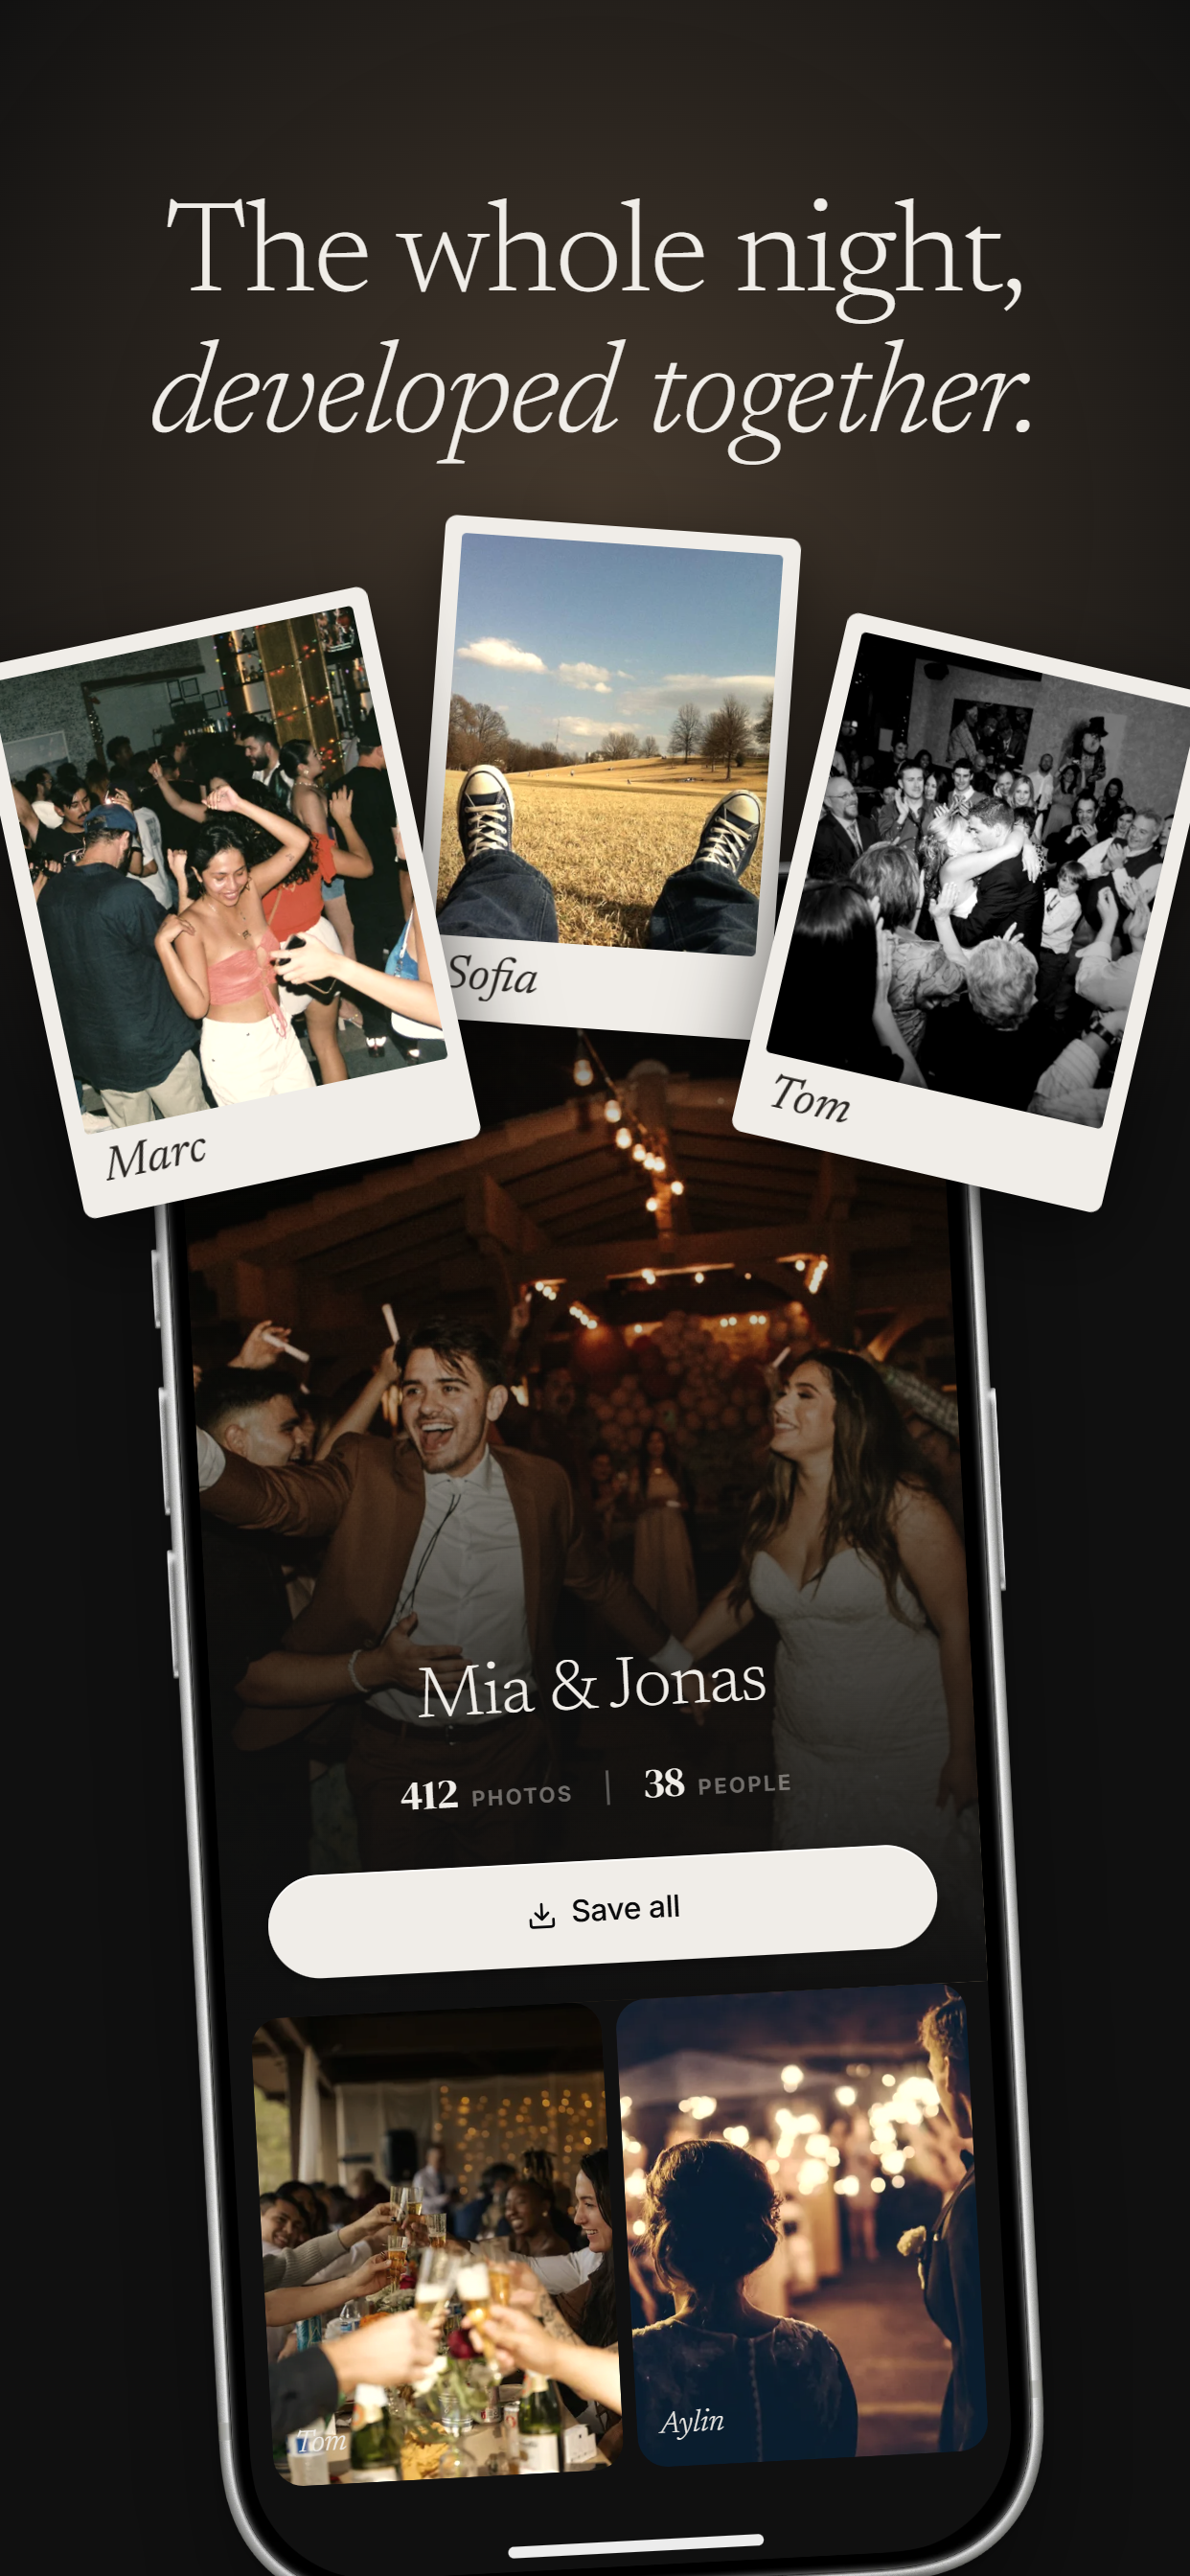 The whole night,
developed together.
Sofia
Marc
Tom
Mia & Jonas
412 PHOTOS | 38 PEOPLE
Save all
Tom
Aylin